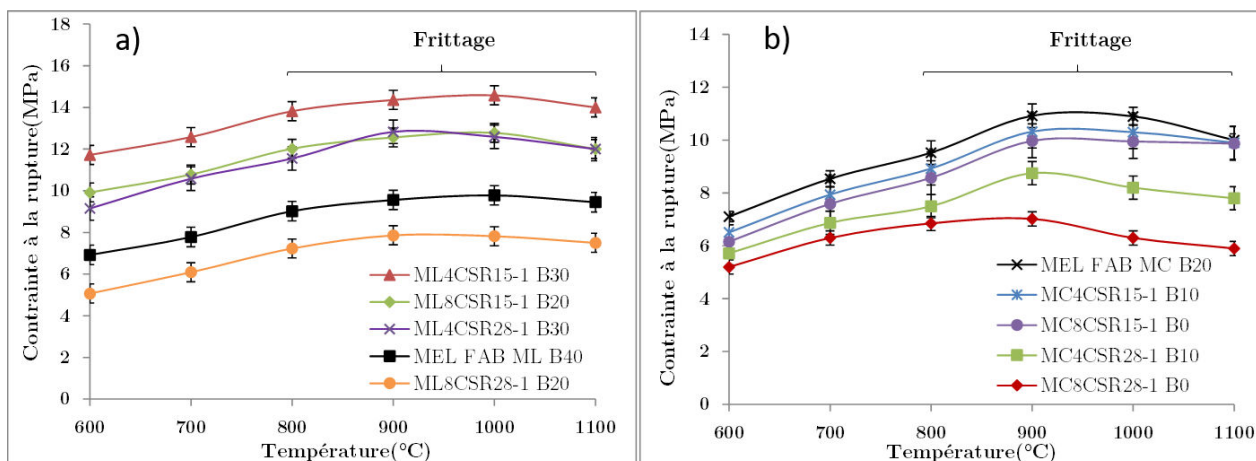 a)
Frittage
Contrainte à la rupture(MPa)
18
16
14
12
10
8
6
4
2
0
ML4CSR15-1 B30
ML8CSR15-1 B20
ML4CSR28-1 B30
MEL FAB ML B40
ML8CSR28-1 B20
600 700 800 900 1000 1100
Température(°C)
b)
Frittage
Contrainte à la rupture(MPa)
14
12
10
8
6
4
2
0
MEL FAB MC B20
MC4CSR15-1 B10
MC8CSR15-1 B0
MC4CSR28-1 B10
MC8CSR28-1 B0
600 700 800 900 1000 1100
Température(°C)